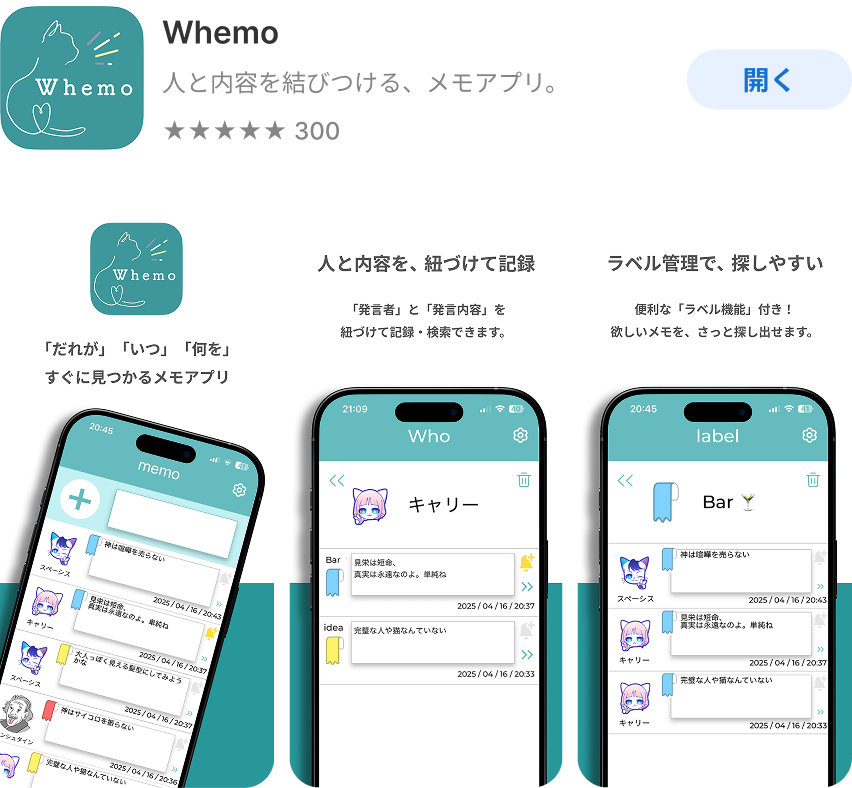 Whemo
Whemo
人と内容を結びつける、メモアプリ。
開く
★★★★★ 300
Whemo
「だれが」「いつ」「何を」
すぐに見つかるメモアプリ
20:45
41
memo
神は喧嘩を売らない
スペーシス
2025 / 04 / 16 / 20:43
見栄は短命、
真実は永遠なのよ。単純ね
キャリー
2025 / 04 / 16 / 20:37
大人っぽく見える髪型にしてみよう
かな
スペーシス
2025 / 04 / 16 / 20:37
神はサイコロを振らない
ンシュタイン
2025 / 04 / 16 / 20:36
完璧な人や猫なんていない
人と内容を、紐づけて記録
「発言者」と「発言内容」を
紐づけて記録・検索できます。
21:09
40
Who
キャリー
Bar
見栄は短命、
真実は永遠なのよ。単純ね
2025 / 04 / 16 / 20:37
idea
完璧な人や猫なんていない
2025 / 04 / 16 / 20:33
ラベル管理で、探しやすい
便利な「ラベル機能」付き！
欲しいメモを、さっと探し出せます。
20:45
41
label
Bar 🍸
神は喧嘩を売らない
スペーシス
2025 / 04 / 16 / 20:43
見栄は短命、
真実は永遠なのよ。単純ね
キャリー
2025 / 04 / 16 / 20:37
完璧な人や猫なんていない
キャリー
2025 / 04 / 16 / 20:33